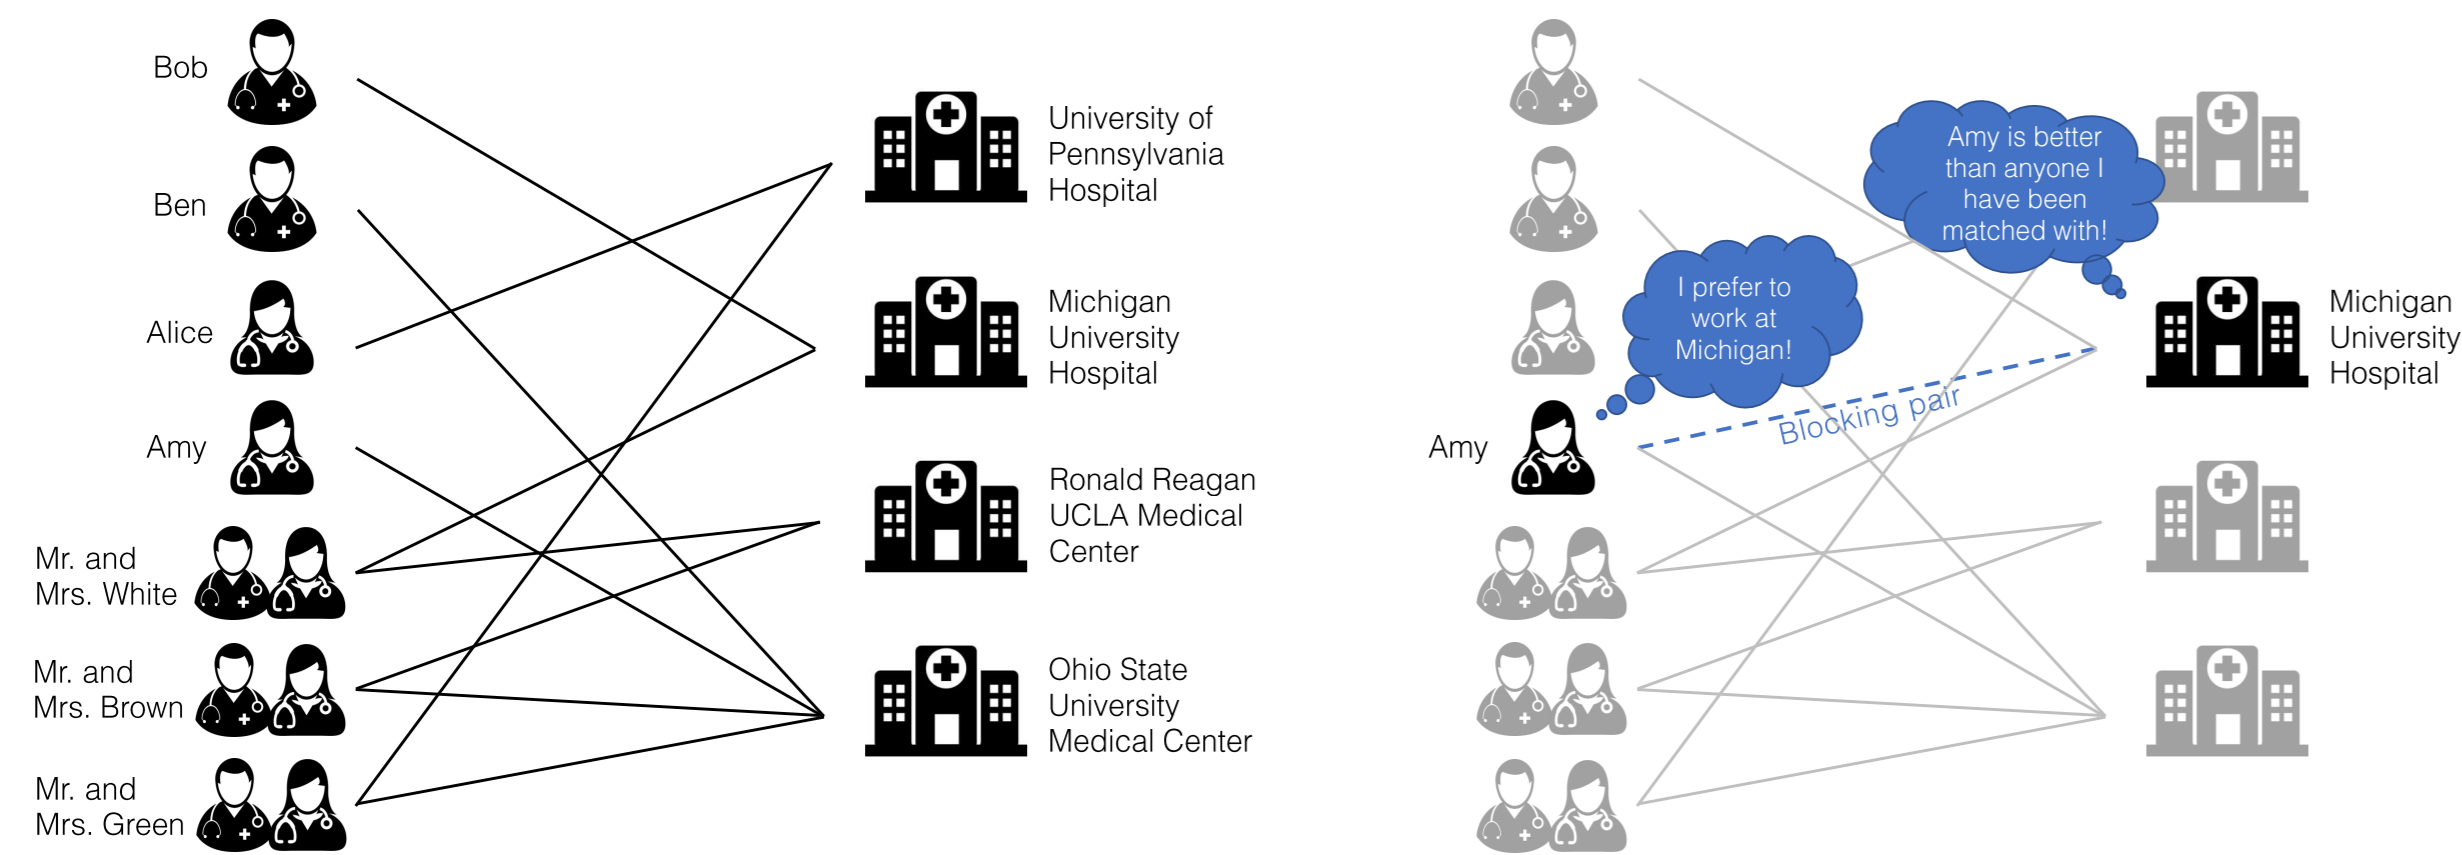 Bob
Ben
Alice
Amy
Mr. and
Mrs. White
Mr. and
Mrs. Brown
Mr. and
Mrs. Green
University of
Pennsylvania
Hospital
Michigan
University
Hospital
Ronald Reagan
UCLA Medical
Center
Ohio State
University
Medical Center
Amy is better
than anyone I
have been
matched with!
I prefer to
work at
Michigan!
Blocking pair
Amy
Michigan
University
Hospital